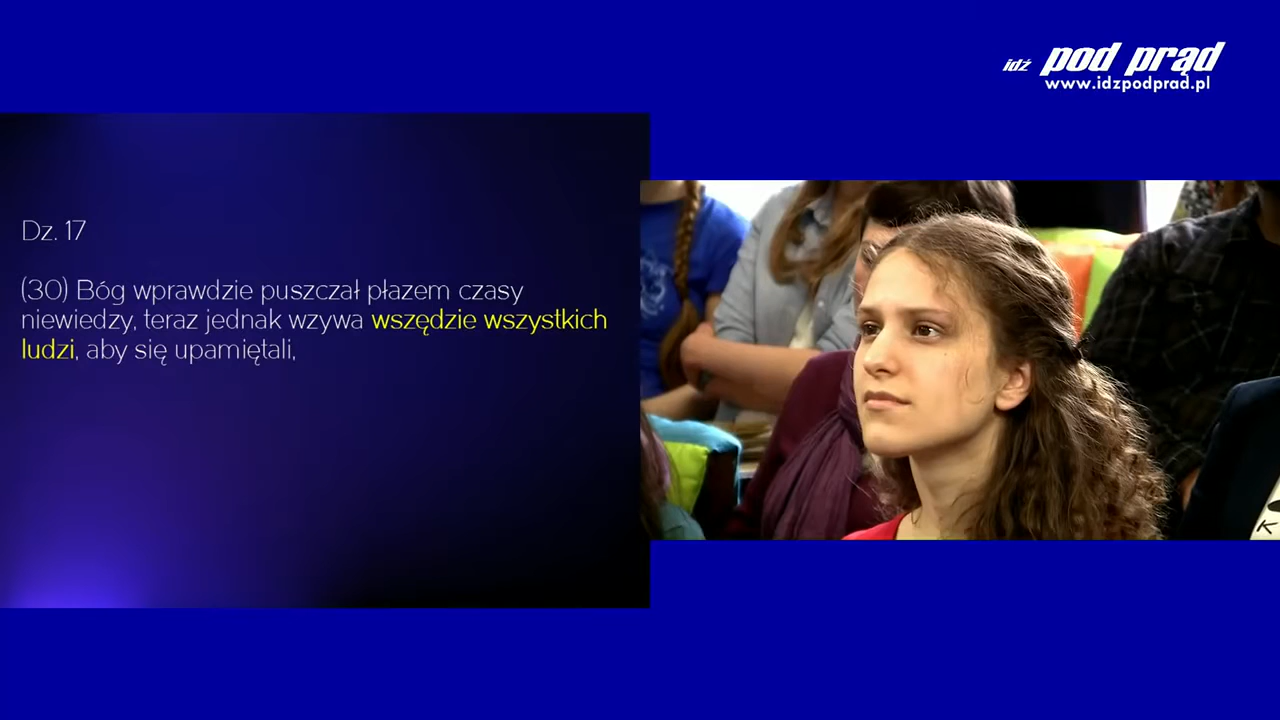 idź pod prąd
www.idzpodprad.pl
Dz. 17
(30) Bóg wprawdzie puszczał płazem czasy
niewiedzy, teraz jednak wzywa wszędzie wszystkich
ludzi, aby się upamiętali,
K